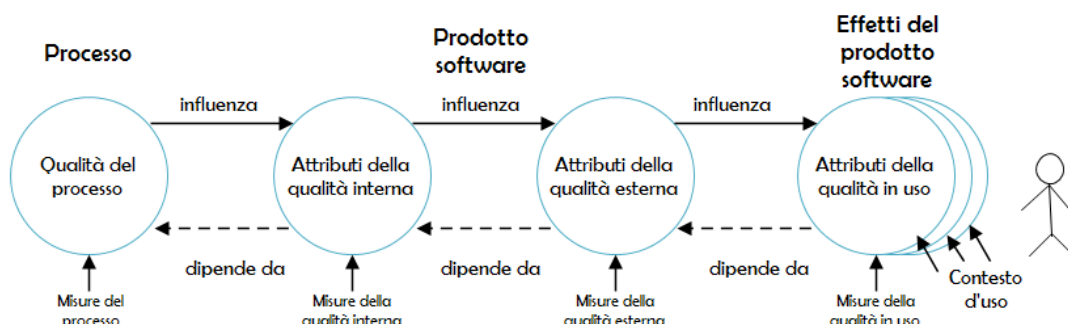 Processo
Prodotto
software
Effetti del
prodotto
software
influenza
influenza
influenza
Qualità del
processo
Attributi della
qualità interna
Attributi della
qualità esterna
Attributi della
qualità in uso
dipende da
dipende da
dipende da
Contesto
d'uso
Misure del
processo
Misure della
qualità interna
Misure della
qualità esterna
Misure della
qualità in uso